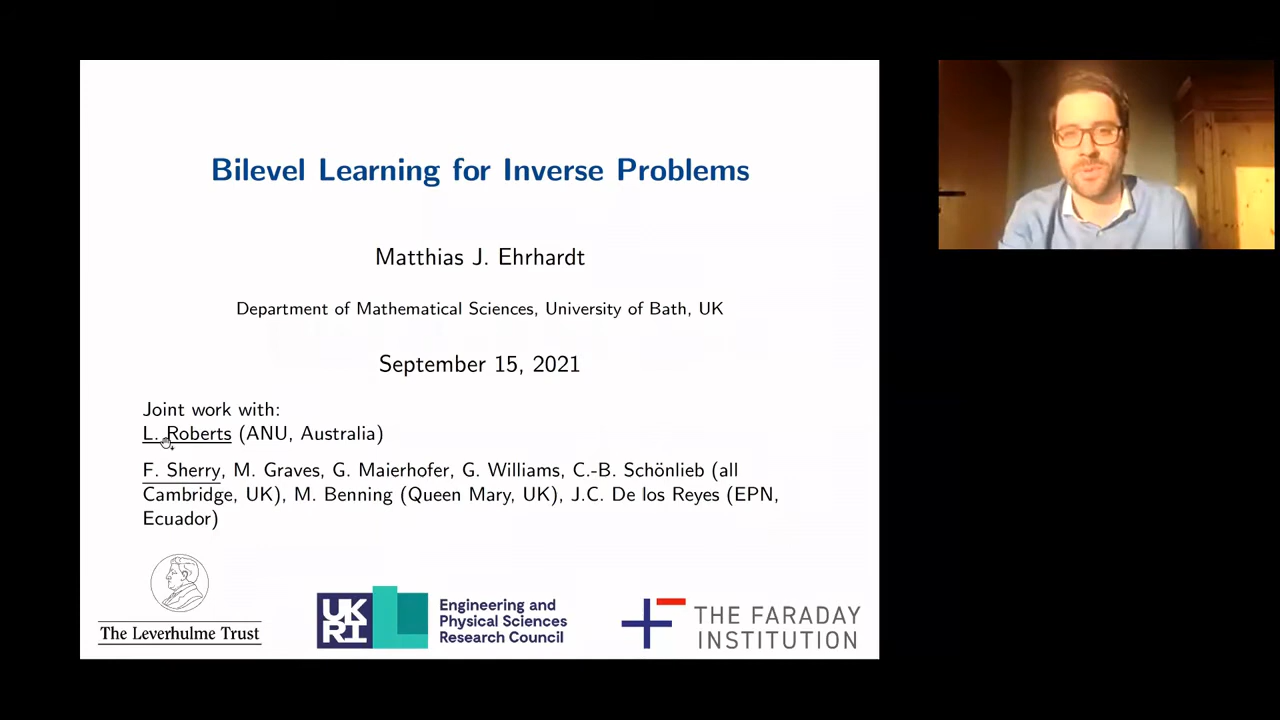 Bilevel Learning for Inverse Problems
Matthias J. Ehrhardt
Department of Mathematical Sciences, University of Bath, UK
September 15, 2021
Joint work with:
L. Roberts (ANU, Australia)
F. Sherry, M. Graves, G. Maierhofer, G. Williams, C.-B. Schönlieb (all
Cambridge, UK), M. Benning (Queen Mary, UK), J.C. De los Reyes (EPN,
Ecuador)
The Leverhulme Trust
UK
RI
Engineering and
Physical Sciences
Research Council
THE FARADAY
INSTITUTION